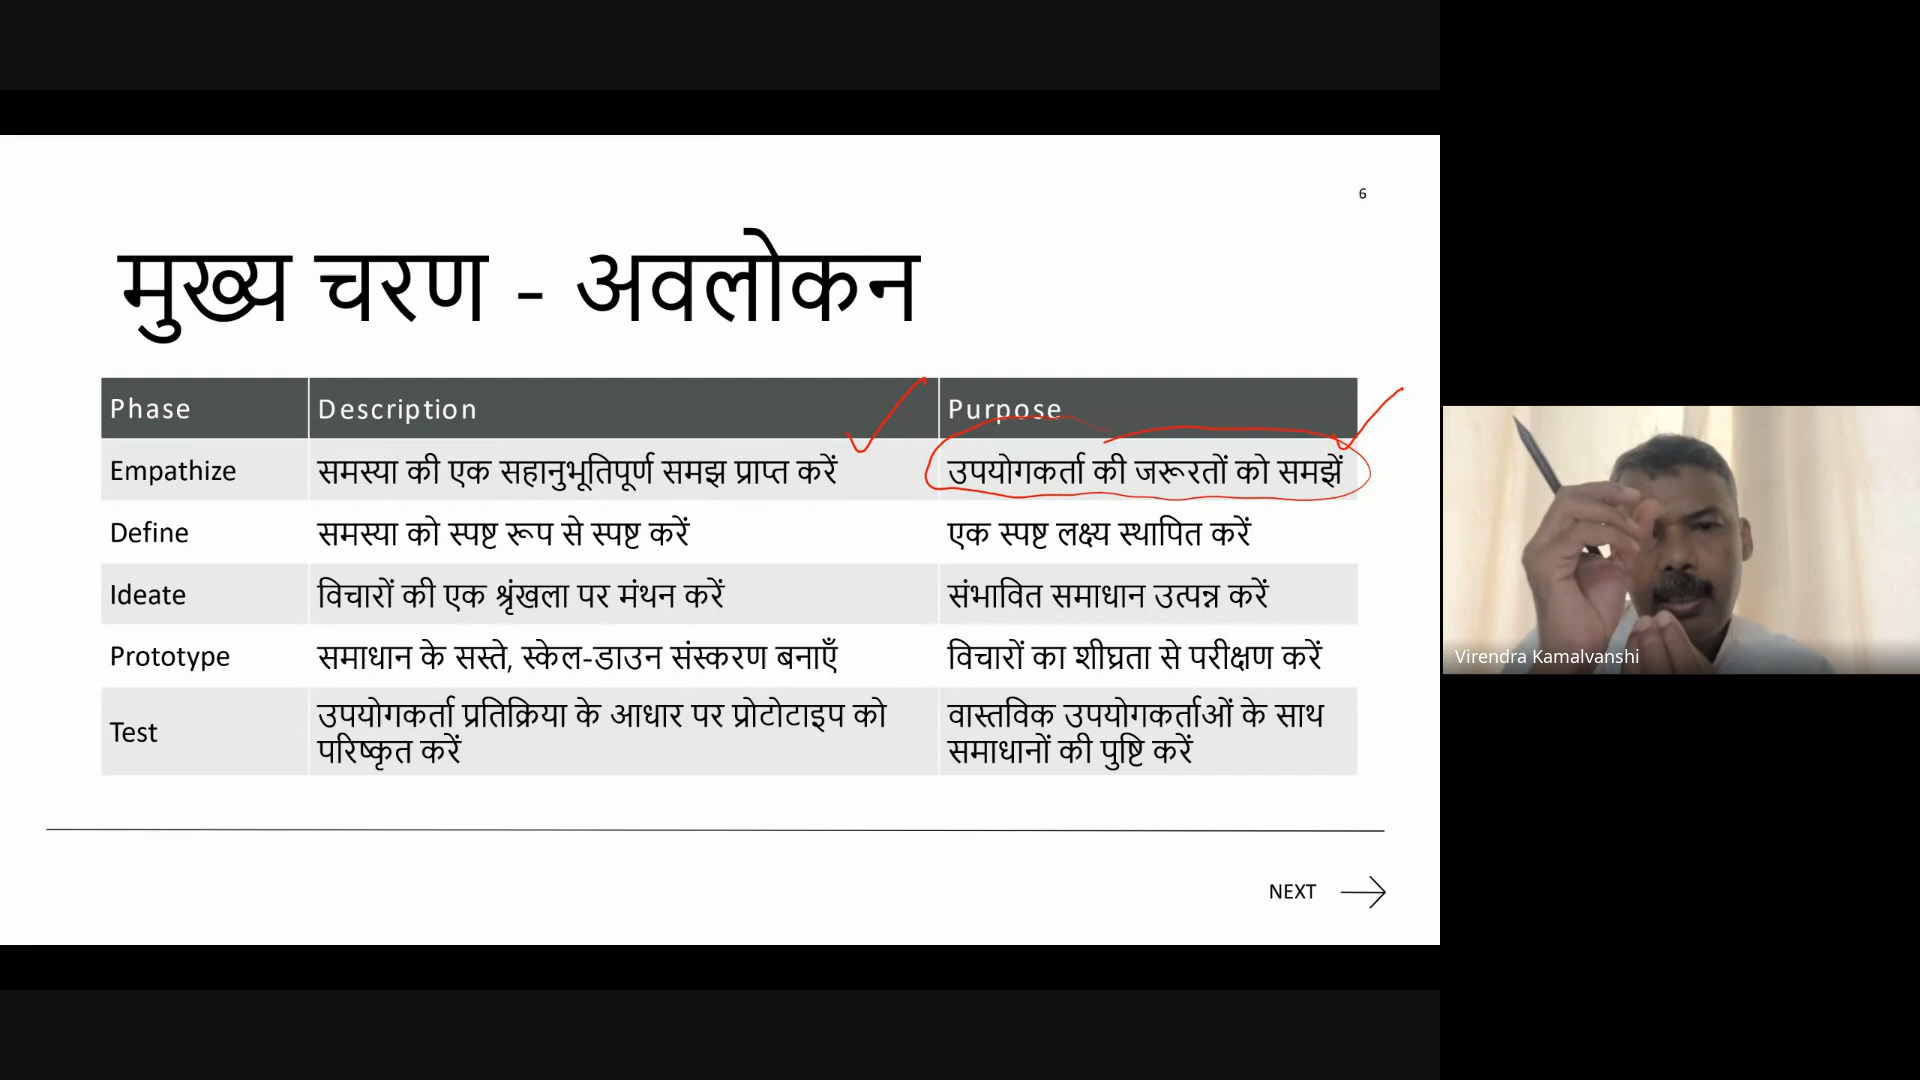 6
मुख्य चरण - अवलोकन
Phase Description Purpose
Empathize समस्या की एक सहानुभूतिपूर्ण समझ प्राप्त करें उपयोगकर्ता की जरूरतों को समझें
Define समस्या को स्पष्ट रूप से स्पष्ट करें एक स्पष्ट लक्ष्य स्थापित करें
Ideate विचारों की एक श्रृंखला पर मंथन करें संभावित समाधान उत्पन्न करें
Prototype समाधान के सस्ते, स्केल-डाउन संस्करण बनाएँ विचारों का शीघ्रता से परीक्षण करें
Test उपयोगकर्ता प्रतिक्रिया के आधार पर प्रोटोटाइप को
परिष्कृत करें
वास्तविक उपयोगकर्ताओं के साथ
समाधानों की पुष्टि करें
NEXT
Virendra Kamalvanshi